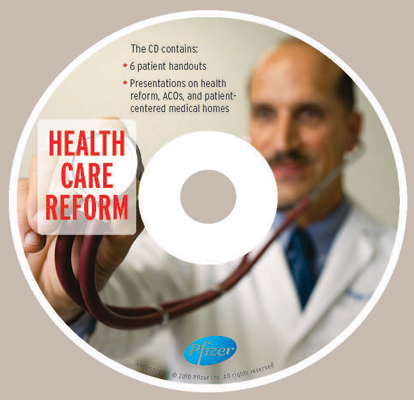 The CD contains:
• 6 patient handouts
• Presentations on health
reform, ACOs, and patient-
centered medical homes
HEALTH
CARE
REFORM
Pfizer
© 2010 Pfizer Inc. All rights reserved.